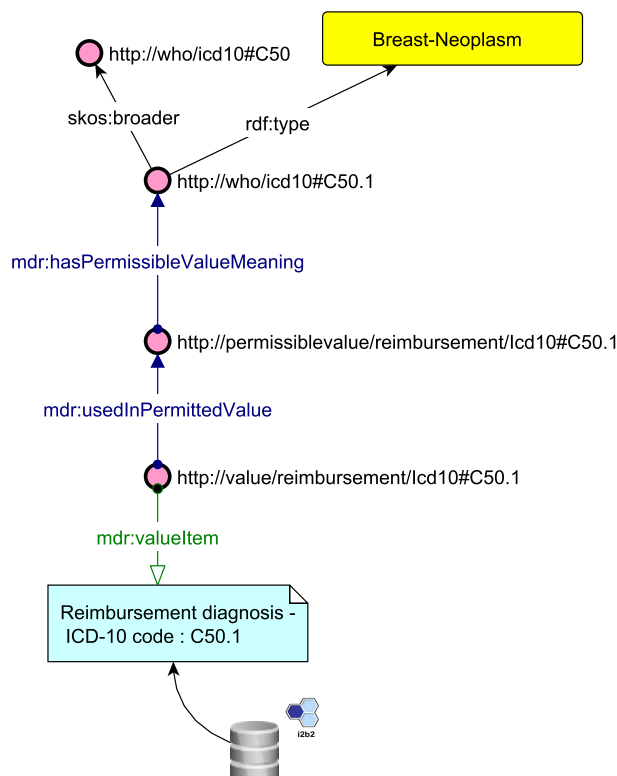 http://who/icd10#C50
Breast-Neoplasm
skos:broader
rdf:type
http://who/icd10#C50.1
mdr:hasPermissibleValueMeaning
http://permissiblevalue/reimbursement/Icd10#C50.1
mdr:usedInPermittedValue
http://value/reimbursement/Icd10#C50.1
mdr:valueItem
Reimbursement diagnosis -
ICD-10 code : C50.1
i2b2